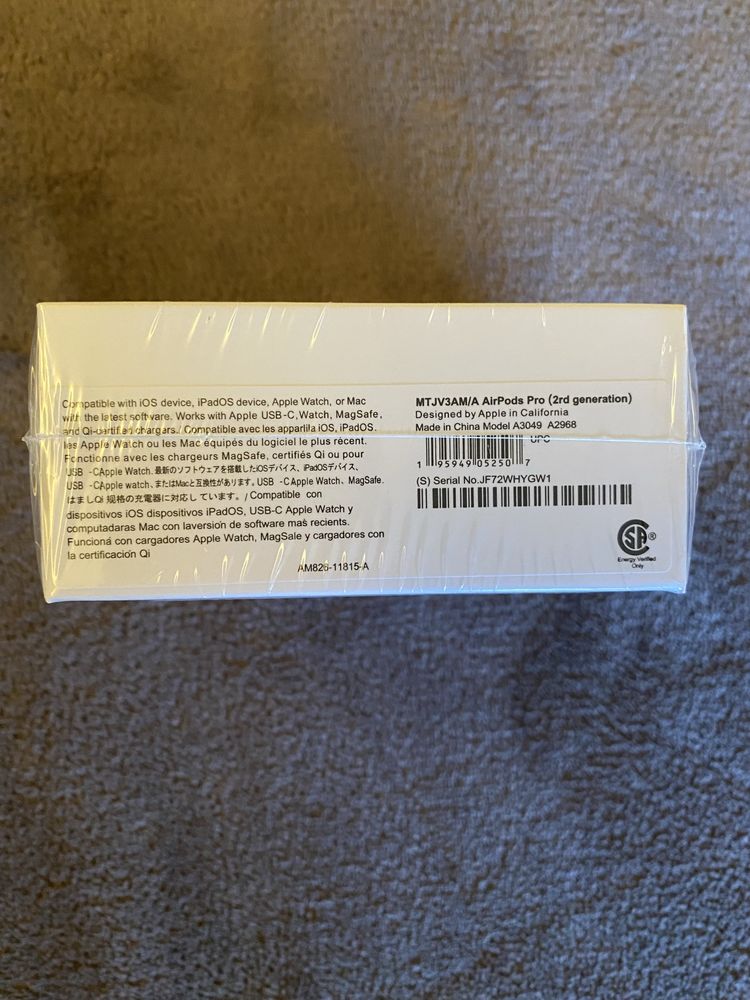 Compatible with iOS device, iPadOS device, Apple Watch, or Mac
with the latest software. Works with Apple USB-C,Watch, MagSafe,
and Qi-certified chargers./ Compatible avec les apparlila iOS, iPadOS.
les Apple Watch ou les Mac équipés du logiciel le plus récent.
Fcnctionne avec les chargeurs MagSafe, certifiés Qi ou pour
USB -CApple Watch. 最新のソフトウェアを搭載したiOSデバイス、iPadOSデバイス、
USB -CApple watch、またはMacと互換性があります。USB -CApple Watch、MagSafe.
はましQi 规格の充電器に対応しています。/Compatible con
dispositivos iOS dispositivos iPadOS, USB-C Apple Watch y
computadaras Mac con laversión de software más recients.
Funcioná con cargadores Apple Watch, MagSale y cargadores con
la certificación Qi
AM826-11815-A
MTJV3AM/A AirPods Pro (2rd generation)
Designed by Apple in California
Made in China Model A3049 A2968
UPC
1 95949 05250 7
(S) Serial No.JF72WHYGW1
SA ®
Energy Verified
Only